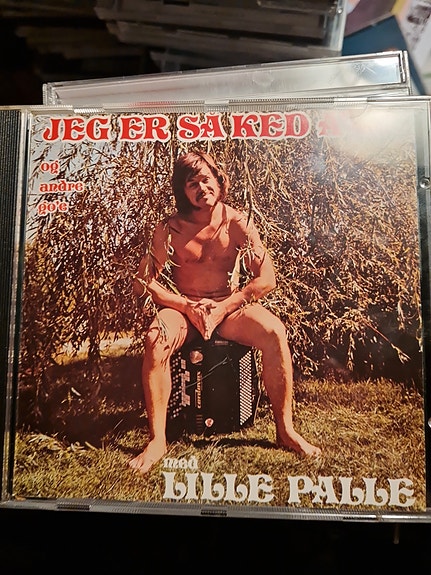 JEG ER SA KED A
og
andre
go'e
med
LILLE PALLE